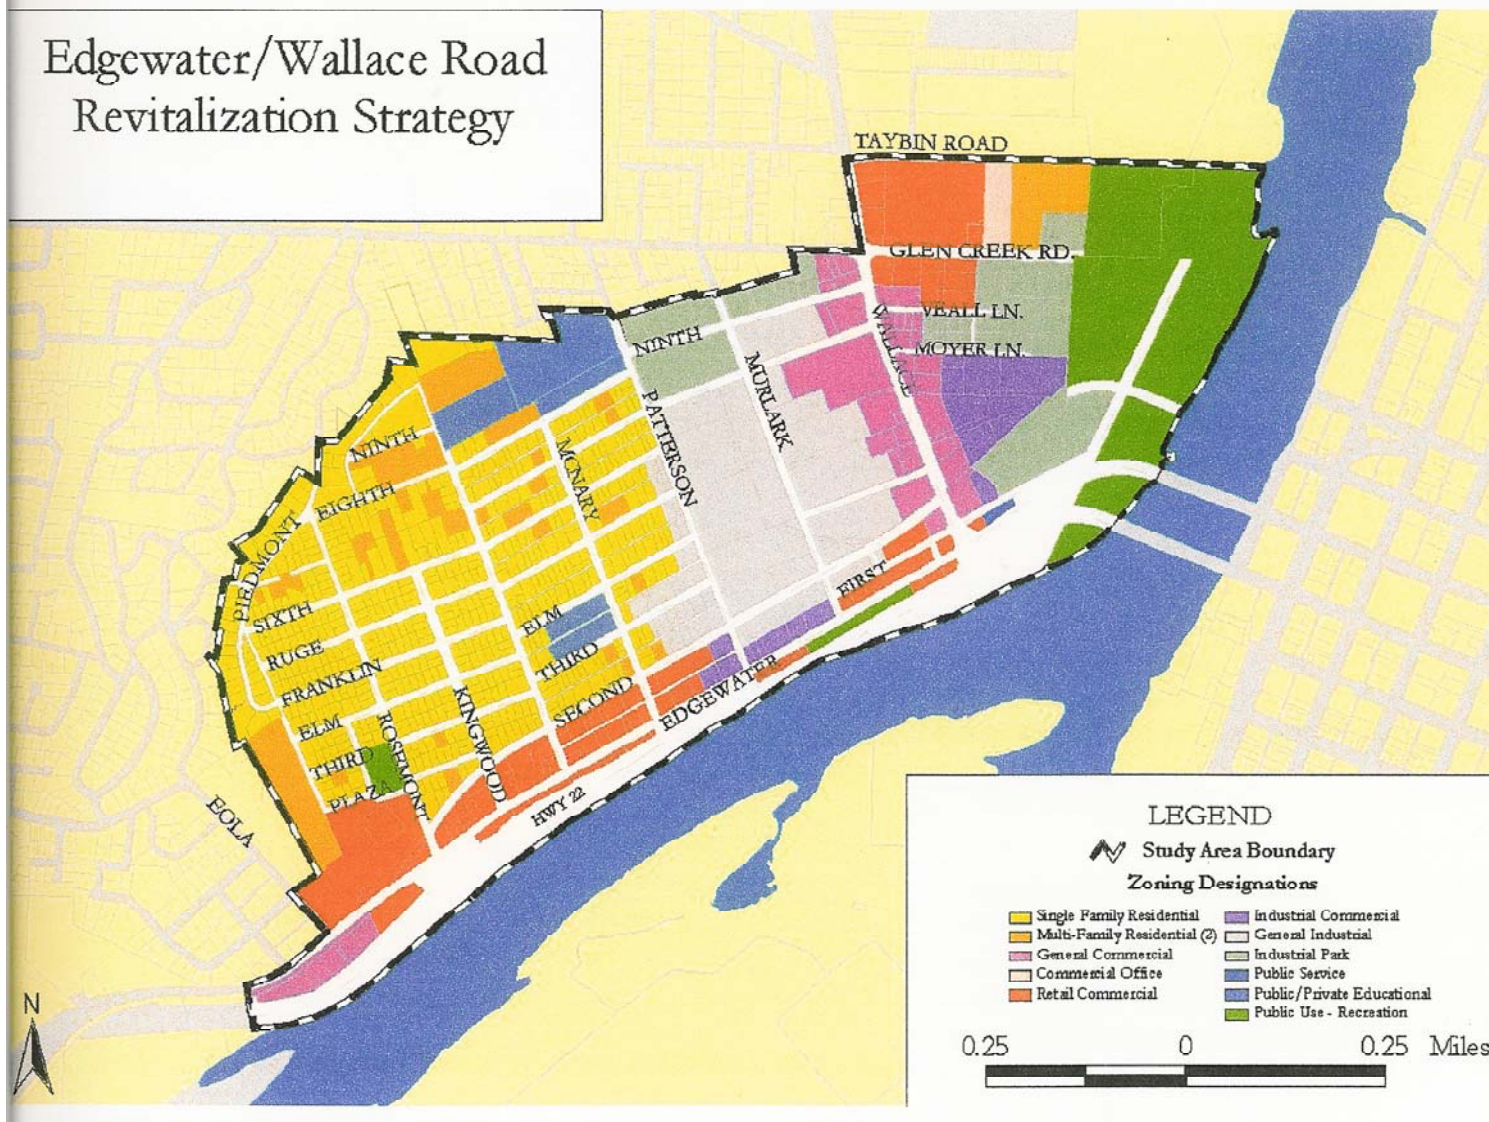 Edgewater/Wallace Road
Revitalization Strategy
TAYBIN ROAD
GLEN CREEK RD.
VEALL LN.
MOYER LN.
WALLACE
NINTH
MURLARK
PATTERSON
MCNARY
NINTH
EIGHTH
PIEDMONT
SIXTH
RUGE
FRANKLIN
ELM
THIRD
PLAZA
ROSEMONT
KINGWOOD
ELM
THIRD
SECOND
FIRST
EDGEWATER
HWY 22
EOLA
N
LEGEND
Study Area Boundary
Zoning Designations
Single Family Residential
Multi-Family Residential (2)
General Commercial
Commercial Office
Retail Commercial
Industrial Commercial
General Industrial
Industrial Park
Public Service
Public/Private Educational
Public Use - Recreation
0.25 0 0.25 Miles